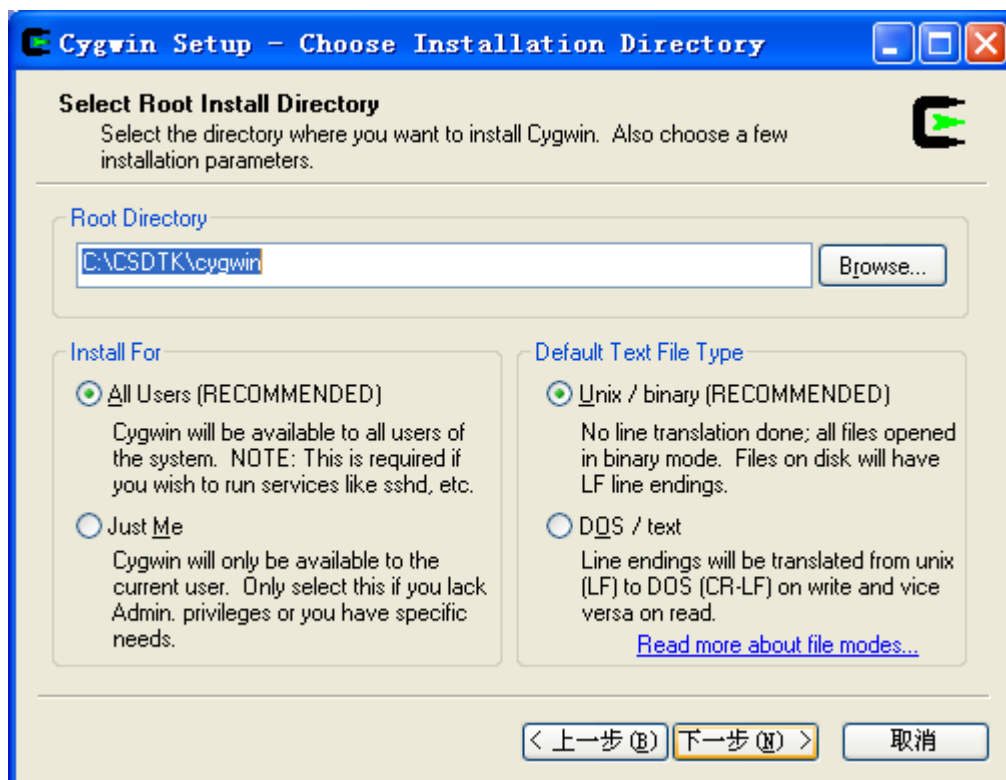 Cygwin Setup - Choose Installation Directory
Select Root Install Directory
Select the directory where you want to install Cygwin.  Also choose a few
installation parameters.
Root Directory
C:\CSDTK\cygwin
Browse...
Install For
All Users (RECOMMENDED)
Cygwin will be available to all users of
the system.  NOTE: This is required if
you wish to run services like sshd, etc.
Just Me
Cygwin will only be available to the
current user.  Only select this if you lack
Admin. privileges or you have specific
needs.
Default Text File Type
Unix / binary (RECOMMENDED)
No line translation done; all files opened
in binary mode.  Files on disk will have
LF line endings.
DOS / text
Line endings will be translated from unix
(LF) to DOS (CR-LF) on write and vice
versa on read.
Read more about file modes...
< 上一步(B)
下一步(N) >
取消